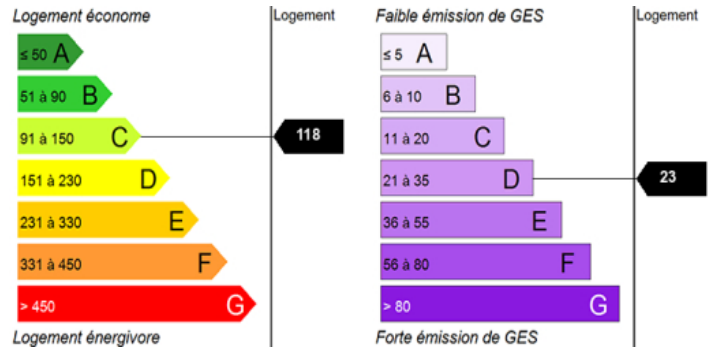 Logement économe
Logement
≤ 50 A
51 à 90 B
91 à 150 C
118
151 à 230 D
231 à 330 E
331 à 450 F
> 450 G
Logement énergivore
Faible émission de GES
Logement
≤ 5 A
6 à 10 B
11 à 20 C
21 à 35 D
23
36 à 55 E
56 à 80 F
> 80 G
Forte émission de GES